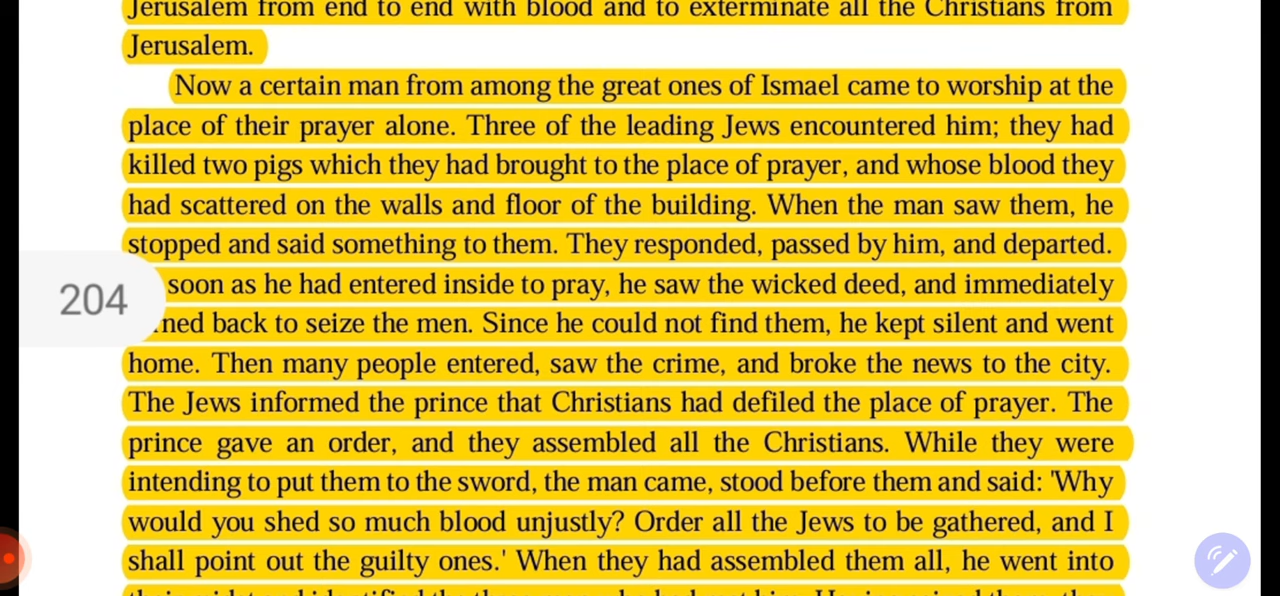 Jerusalem from end to end with blood and to exterminate all the Christians from
Jerusalem.
Now a certain man from among the great ones of Ismael came to worship at the
place of their prayer alone. Three of the leading Jews encountered him; they had
killed two pigs which they had brought to the place of prayer, and whose blood they
had scattered on the walls and floor of the building. When the man saw them, he
stopped and said something to them. They responded, passed by him, and departed.
soon as he had entered inside to pray, he saw the wicked deed, and immediately
204
ned back to seize the men. Since he could not find them, he kept silent and went
home. Then many people entered, saw the crime, and broke the news to the city.
The Jews informed the prince that Christians had defiled the place of prayer. The
prince gave an order, and they assembled all the Christians. While they were
intending to put them to the sword, the man came, stood before them and said: 'Why
would you shed so much blood unjustly? Order all the Jews to be gathered, and I
shall point out the guilty ones.' When they had assembled them all, he went into